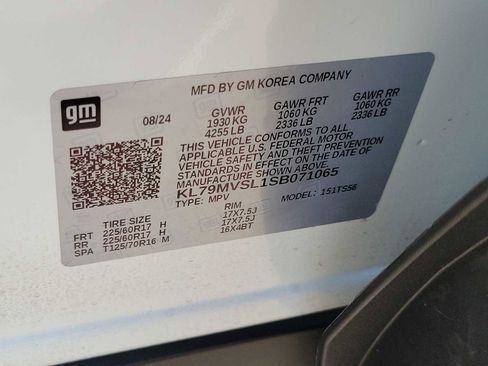 MFD BY GM KOREA COMPANY
gm
08/24 GVWR GAWR FRT GAWR RR
1930 KG 1060 KG 1060 KG
4255 LB 2336 LB 2336 LB
THIS VEHICLE CONFORMS TO ALL
APPLICABLE U.S. FEDERAL MOTOR
VEHICLE SAFETY AND THEFT PREVENTION
STANDARDS IN EFFECT ON THE DATE OF
MANUFACTURE SHOWN ABOVE.
KL79MVSL1SB071065
TYPE: MPV MODEL: 151TSS6
TIRE SIZE RIM
FRT 225/60R17 H 17X7.5J
RR 225/60R17 H 17X7.5J
SPA T125/70R16 M 16X4BT